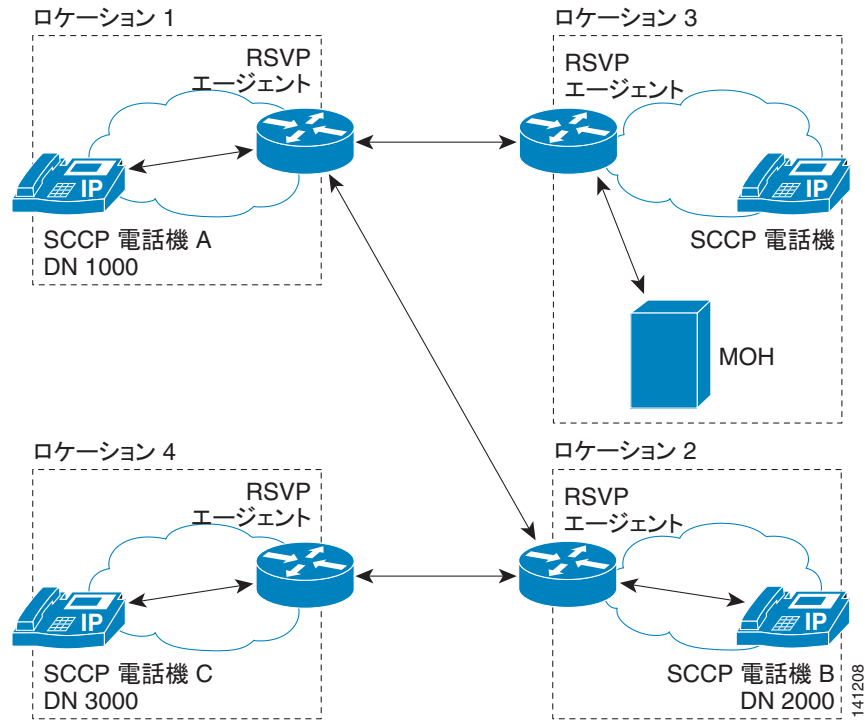 ロケーション 1
RSVP
エージェント
IP
SCCP 電話機 A
DN 1000
ロケーション 3
RSVP
エージェント
IP
SCCP 電話機
MOH
ロケーション 4
RSVP
エージェント
IP
SCCP 電話機 C
DN 3000
ロケーション 2
RSVP
エージェント
IP
SCCP 電話機 B
DN 2000
141208